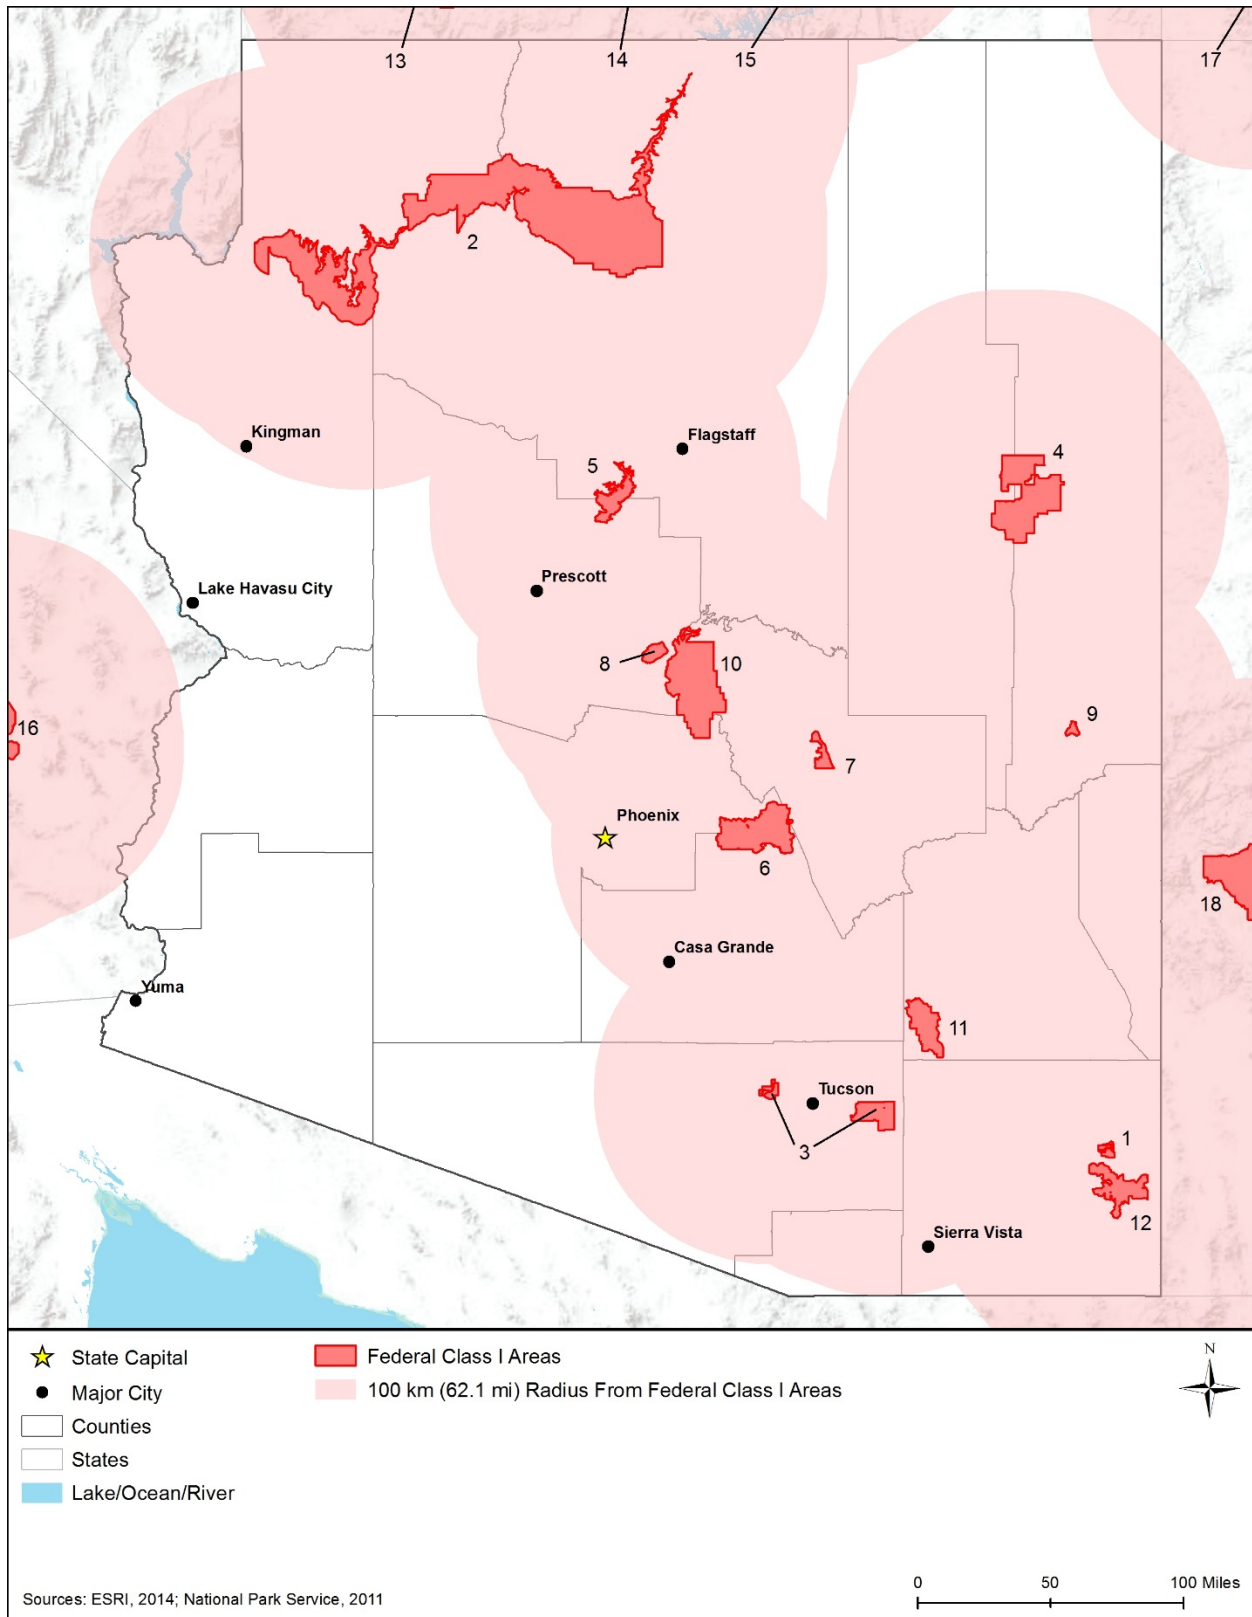 13
14
15
17
2
Kingman
Flagstaff
5
4
Lake Havasu City
Prescott
8
10
16
9
7
Phoenix
6
18
Casa Grande
Yuma
11
Tucson
3
1
12
Sierra Vista
State Capital
Federal Class I Areas
N
Major City
100 km (62.1 mi) Radius From Federal Class I Areas
Counties
States
Lake/Ocean/River
0 50 100 Miles
Sources: ESRI, 2014; National Park Service, 2011